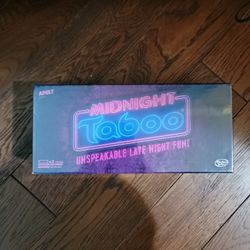 ADULT
MIDNIGHT
Taboo
UNSPEAKABLE LATE NIGHT FUN!